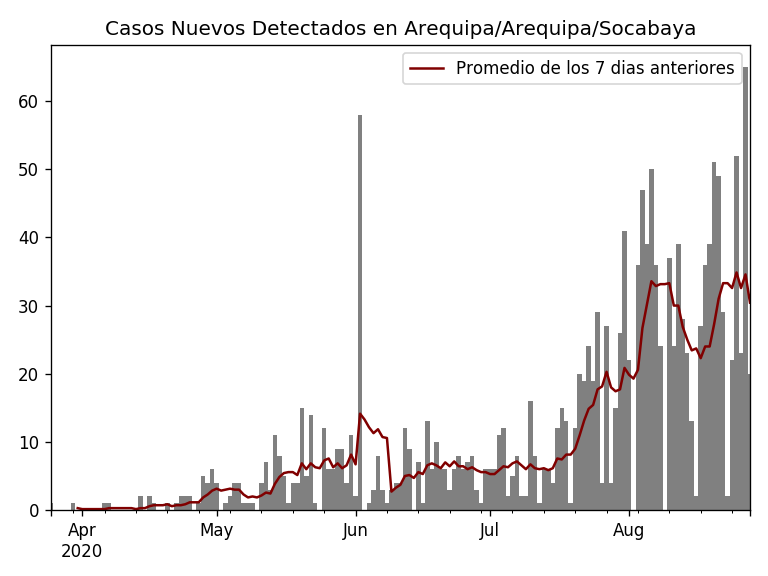 Casos Nuevos Detectados en Arequipa/Arequipa/Socabaya
Promedio de los 7 dias anteriores
60
50
40
30
20
10
0
Apr May Jun Jul Aug
2020